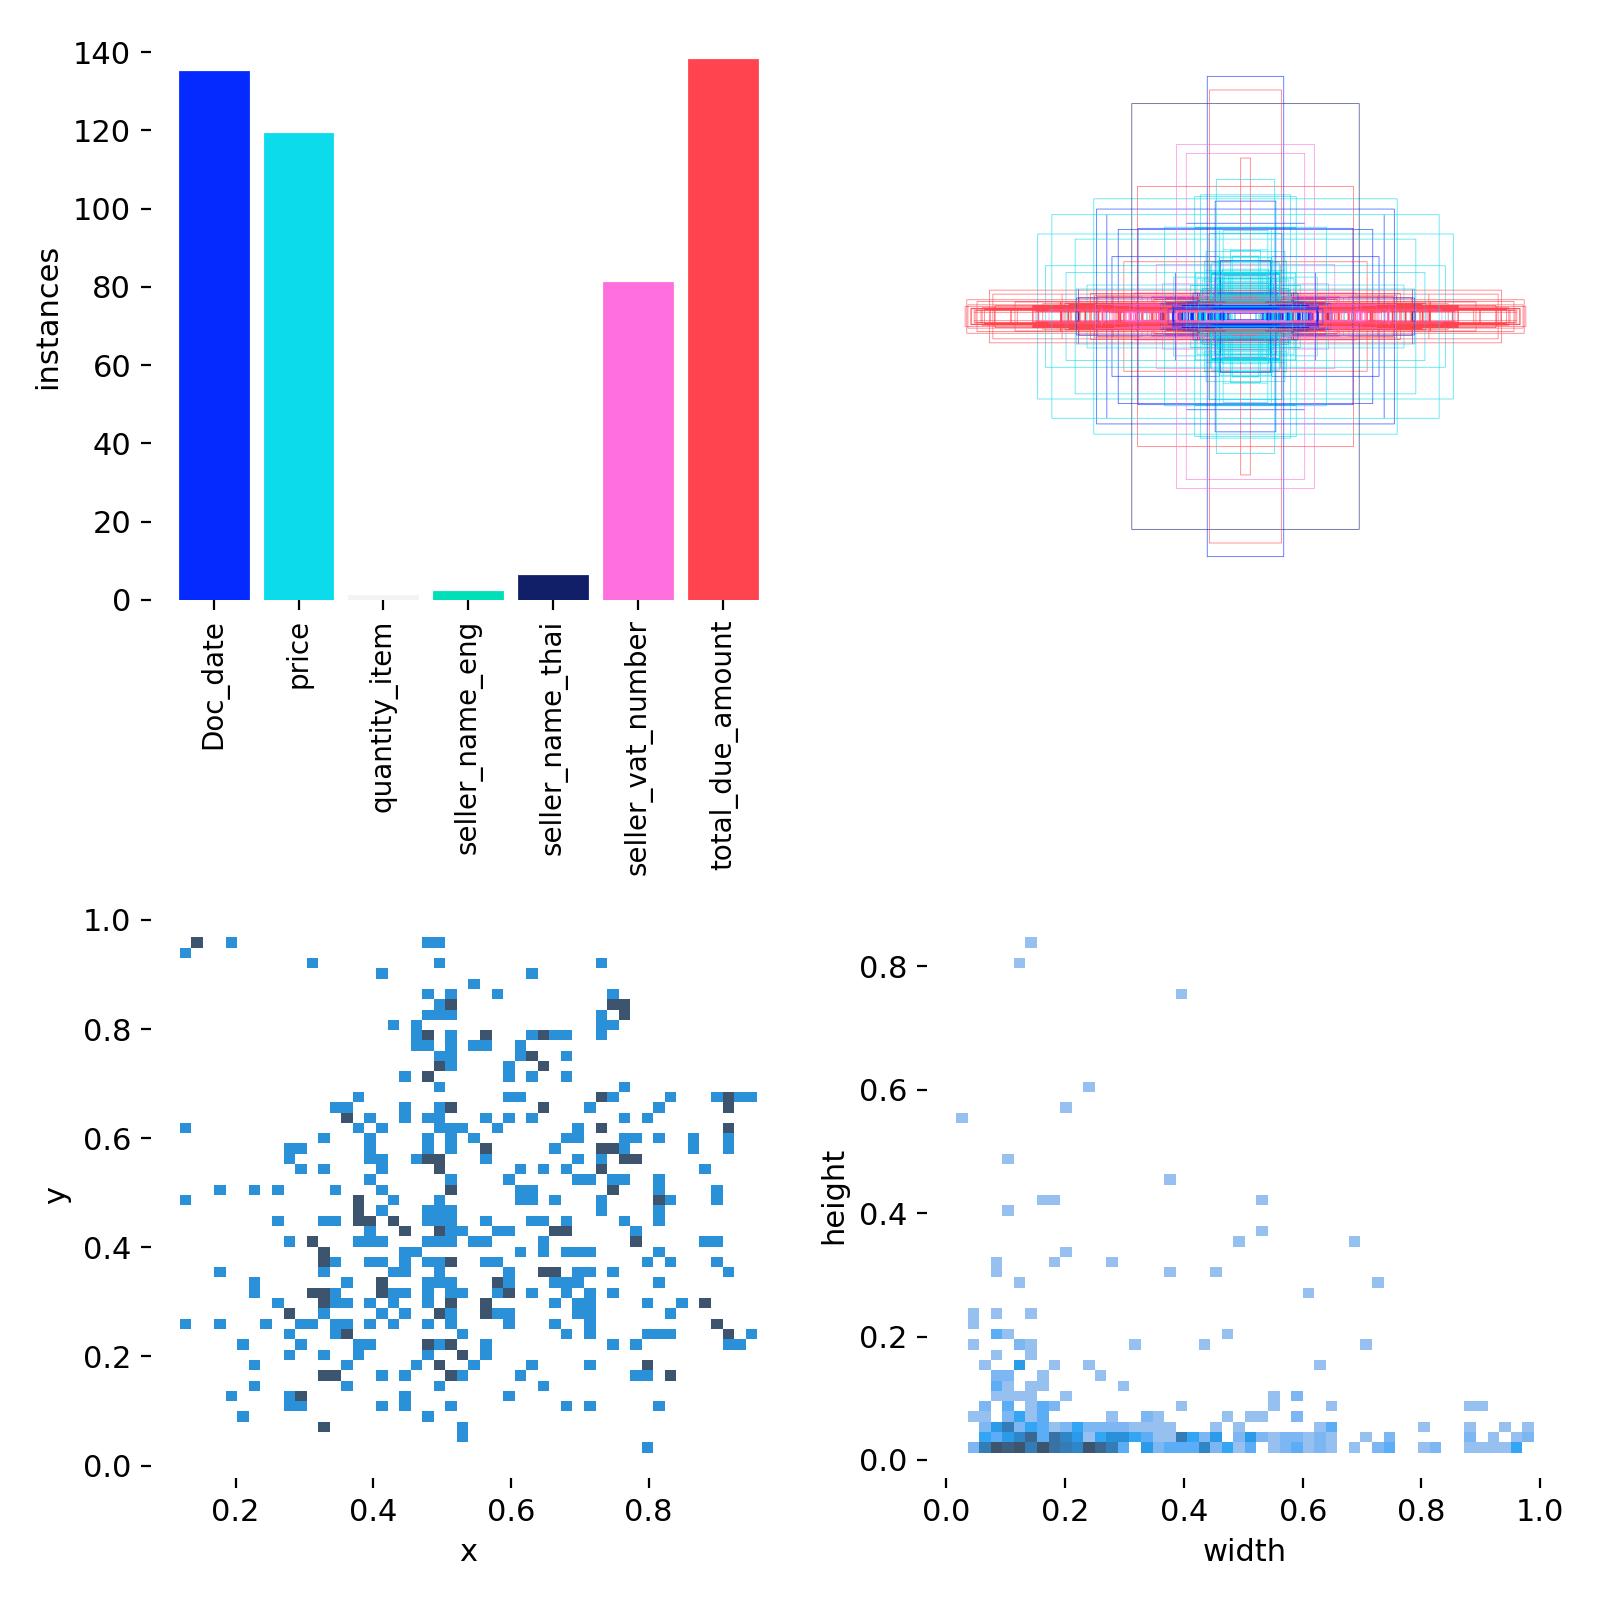 140
120
100
80
60
40
20
0
instances
Doc_date
price
quantity_item
seller_name_eng
seller_name_thai
seller_vat_number
total_due_amount
1.0
0.8
0.6
0.4
0.2
0.0
y
0.2 0.4 0.6 0.8
x
0.8
0.6
0.4
0.2
0.0
height
0.0 0.2 0.4 0.6 0.8 1.0
width